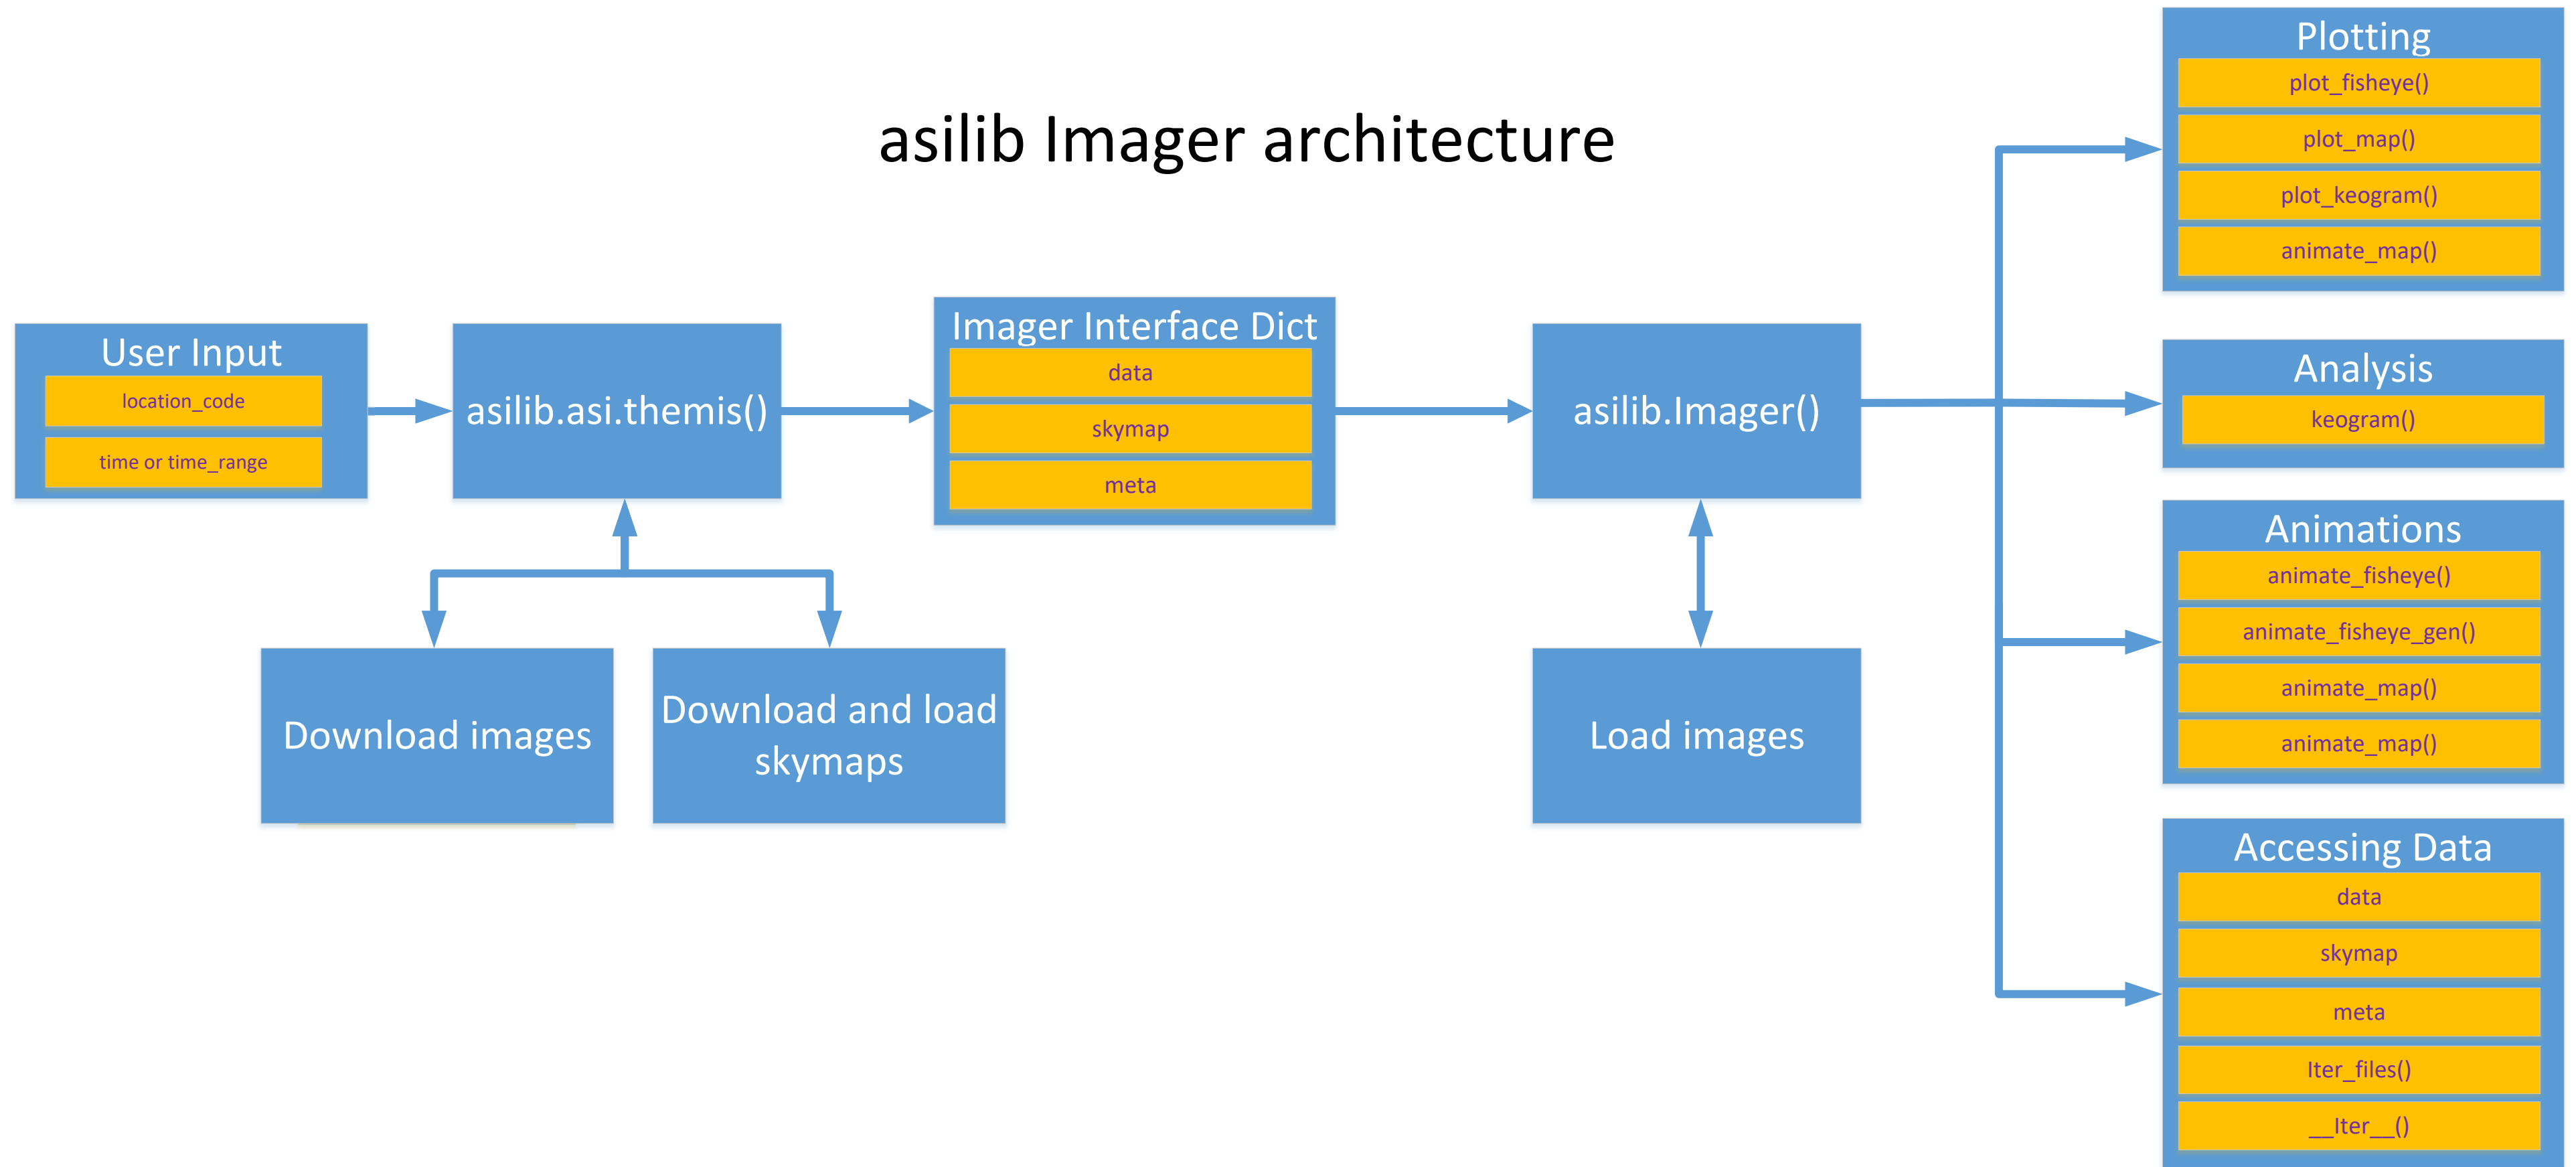 asilib Imager architecture
User Input
location_code
time or time_range
asilib.asi.themis()
Download images
Download and load
skymaps
Imager Interface Dict
data
skymap
meta
asilib.Imager()
Load images
Plotting
plot_fisheye()
plot_map()
plot_keogram()
animate_map()
Analysis
keogram()
Animations
animate_fisheye()
animate_fisheye_gen()
animate_map()
animate_map()
Accessing Data
data
skymap
meta
Iter_files()
__Iter__()